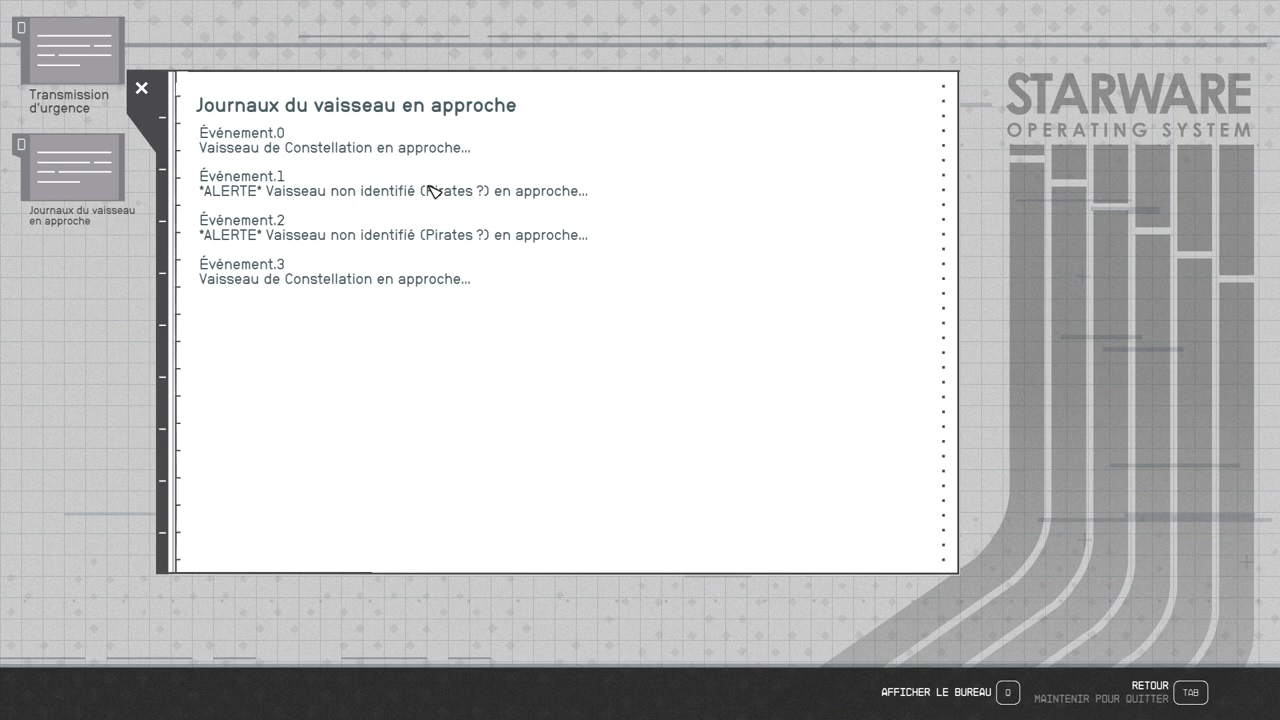 Transmission
d'urgence
Journaux du vaisseau
en approche
Journaux du vaisseau en approche
Événement.0
Vaisseau de Constellation en approche...
Événement.1
*ALERTE* Vaisseau non identifié (Pirates ?) en approche...
Événement.2
*ALERTE* Vaisseau non identifié (Pirates ?) en approche...
Événement.3
Vaisseau de Constellation en approche...
STARWARE
OPERATING SYSTEM
AFFICHER LE BUREAU
RETOUR
TAB
MAINTENIR POUR QUITTER